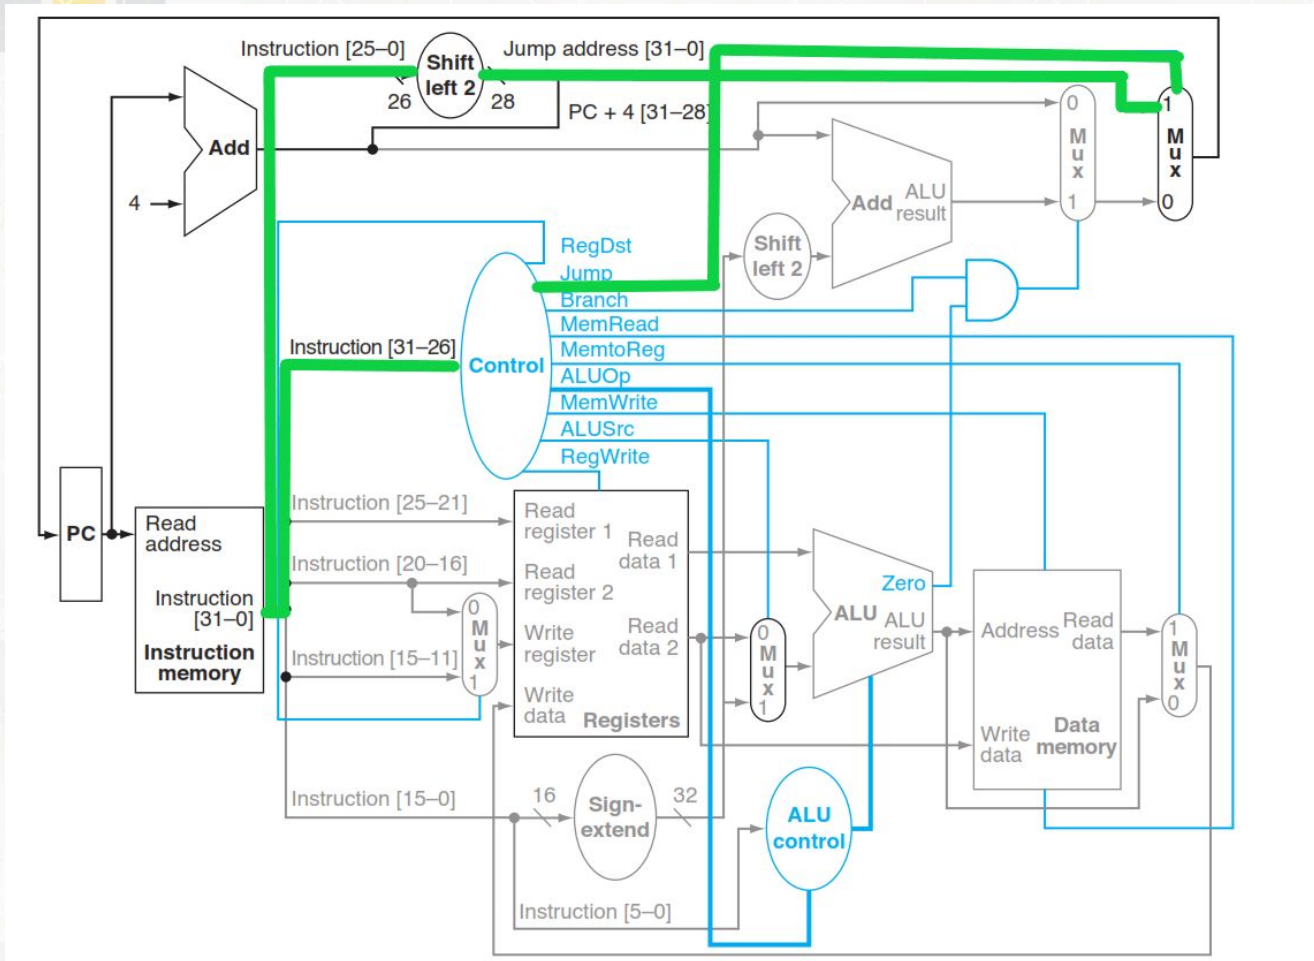 Instruction [25–0]
Shift
left 2
Jump address [31–0]
26
28
PC + 4 [31–28]
Add
4
0
M
u
x
1
1
M
u
x
0
Add
ALU
result
Shift
left 2
RegDst
Jump
Branch
MemRead
MemtoReg
ALUOp
MemWrite
ALUSrc
RegWrite
Instruction [31–26]
Control
PC
Read
address
Instruction
[31–0]
Instruction
memory
Instruction [25–21]
Instruction [20–16]
Instruction [15–11]
0
M
u
x
1
Read
register 1
Read
register 2
Write
register
Write
data
Read
data 1
Read
data 2
Registers
0
M
u
x
1
Zero
ALU
ALU
result
Address
Read
data
Write
data
Data
memory
1
M
u
x
0
Instruction [15–0]
16
Sign-
extend
32
ALU
control
Instruction [5–0]